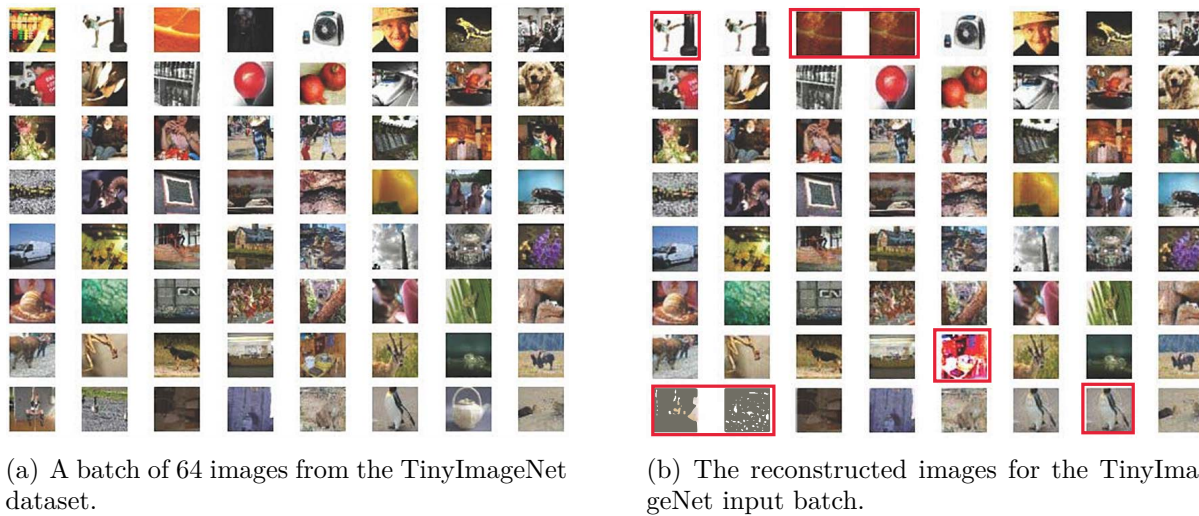 (a) A batch of 64 images from the TinyImageNet
dataset.
(b) The reconstructed images for the TinyIma-
geNet input batch.